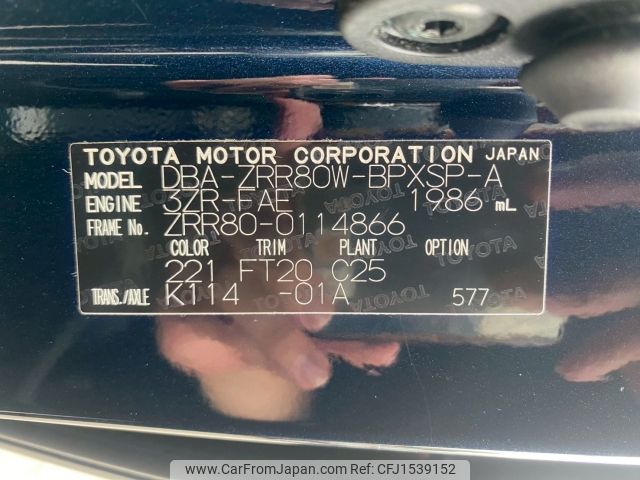 TOYOTA MOTOR CORPORATION JAPAN
MODEL DBA-ZRR80W-BPXSP-A
ENGINE 3ZR-FAE 1986 mL
FRAME No. ZRR80-0114866
COLOR TRIM PLANT OPTION
221 FT20 C25
TRANS./AXLE K114 -01A 577
www.CarFromJapan.com | Ref. No: CFJ1539152